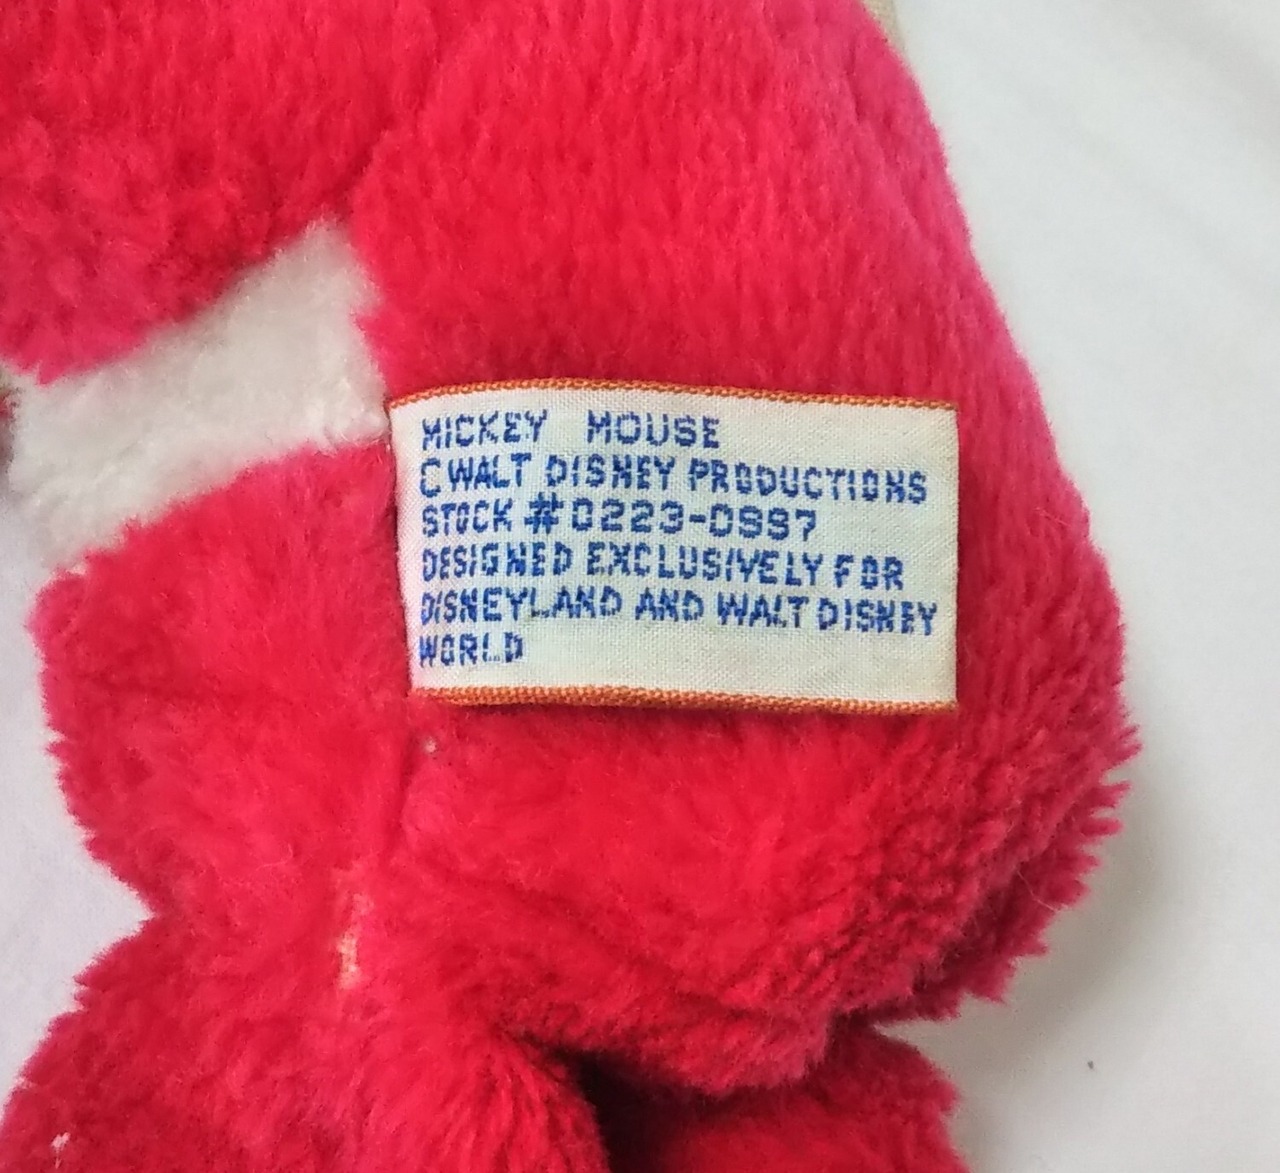 MICKEY MOUSE
C WALT DISNEY PRODUCTIONS
STOCK #0223-0997
DESIGNED EXCLUSIVELY FOR
DISNEYLAND AND WALT DISNEY
WORLD